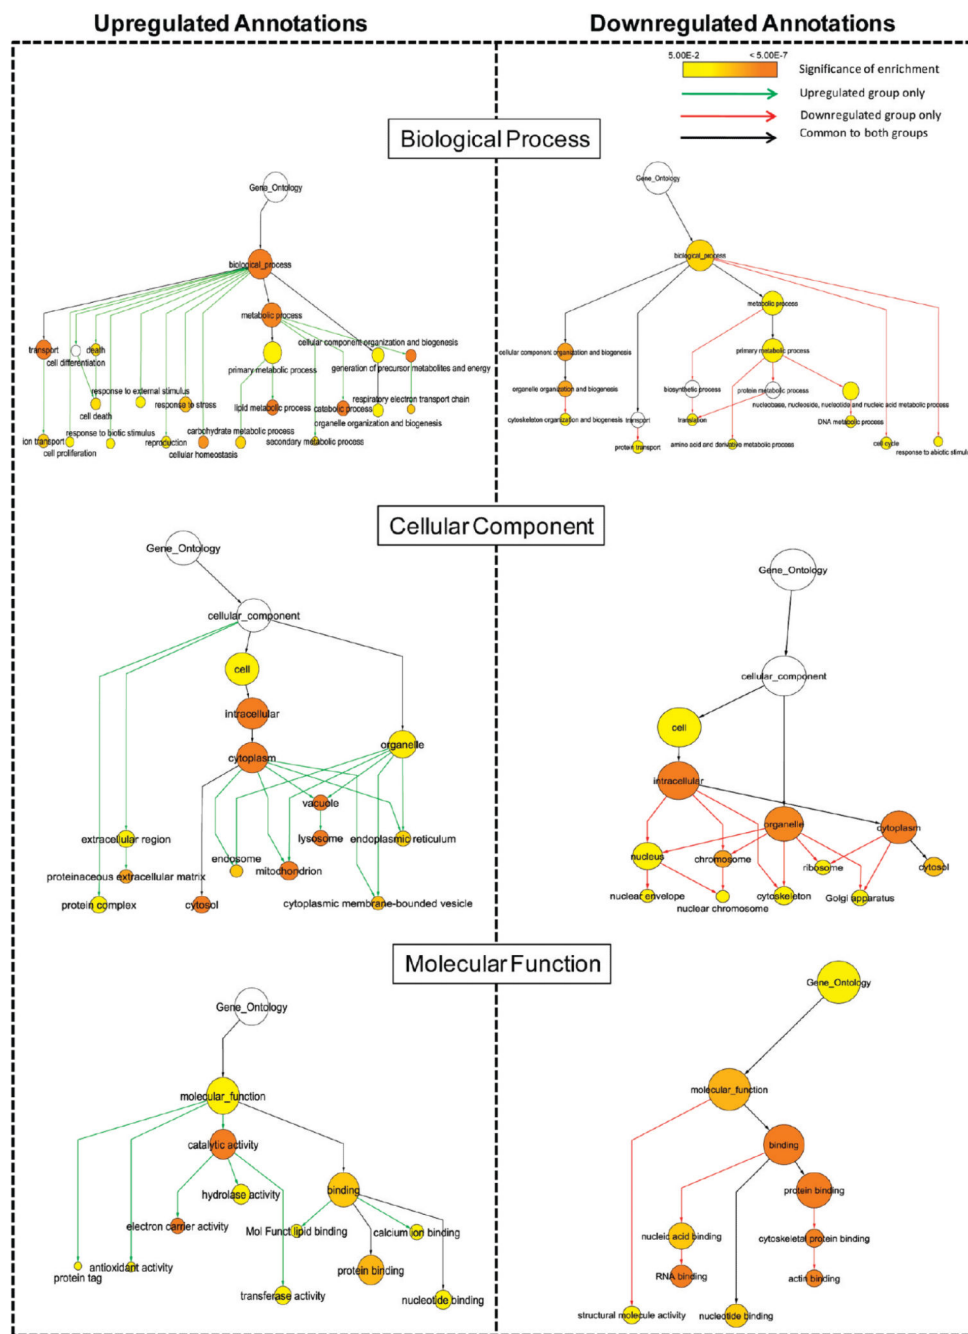 Upregulated Annotations
Downregulated Annotations
5.00E-2
< 5.00E-7
Significance of enrichment
Upregulated group only
Downregulated group only
Common to both groups
Biological Process
Gene_Ontology
biological_process
metabolic process
transport
cell differentiation
death
cellular component organization and biogenesis
generation of precursor metabolites and energy
primary metabolic process
response to external stimulus
cell death
response to stress
lipid metabolic process
catabolic process
respiratory electron transport chain
organelle organization and biogenesis
ion transport
response to biotic stimulus
cell proliferation
reproduction
carbohydrate metabolic process
cellular homeostasis
secondary metabolic process
Gene_Ontology
biological_process
metabolic process
cellular component organization and biogenesis
primary metabolic process
organelle organization and biogenesis
biosynthetic process
protein metabolic process
nucleobase, nucleoside, nucleotide and nucleic acid metabolic process
cytoskeleton organization and biogenesis
transport
translation
DNA metabolic process
protein transport
amino acid and derivative metabolic process
cell cycle
response to abiotic stimulus
Cellular Component
Gene_Ontology
cellular_component
cell
intracellular
cytoplasm
organelle
vacuole
extracellular region
lysosome
endoplasmic reticulum
endosome
mitochondrion
proteinaceous extracellular matrix
protein complex
cytosol
cytoplasmic membrane-bounded vesicle
Gene_Ontology
cellular_component
cell
intracellular
organelle
cytoplasm
nucleus
chromosome
ribosome
cytosol
nuclear envelope
nuclear chromosome
cytoskeleton
Golgi apparatus
Molecular Function
Gene_Ontology
molecular_function
catalytic activity
hydrolase activity
binding
electron carrier activity
Mol Funct lipid binding
calcium ion binding
protein tag
antioxidant activity
protein binding
transferase activity
nucleotide binding
Gene_Ontology
molecular_function
binding
protein binding
nucleic acid binding
cytoskeletal protein binding
RNA binding
actin binding
structural molecule activity
nucleotide binding